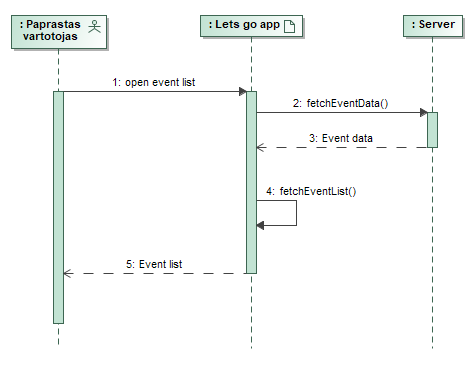 : Paprastas
vartotojas
: Lets go app
: Server
1: open event list
2: fetchEventData()
3: Event data
4: fetchEventList()
5: Event list